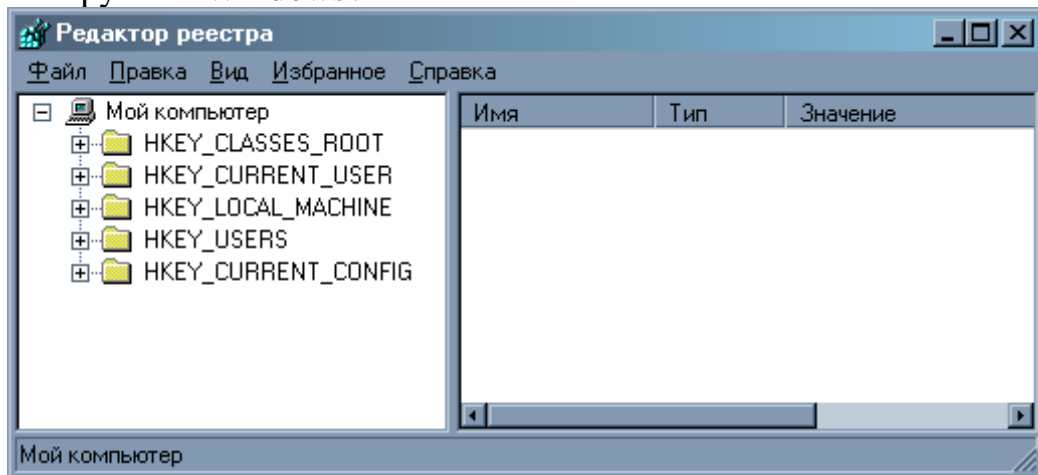 Редактор реестра
Файл Правка Вид Избранное Справка
Мой компьютер
HKEY_CLASSES_ROOT
HKEY_CURRENT_USER
HKEY_LOCAL_MACHINE
HKEY_USERS
HKEY_CURRENT_CONFIG
Имя Тип Значение
Мой компьютер